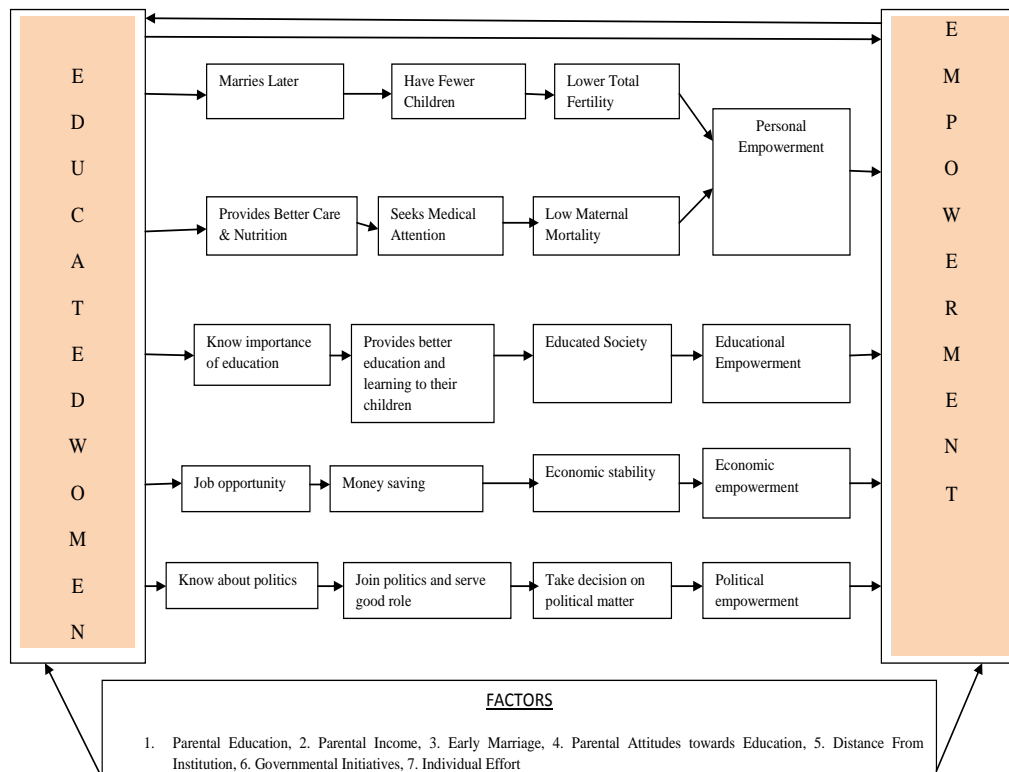 EDUCATED WOMEN
Marries Later
Have Fewer
Children
Lower Total
Fertility
Personal
Empowerment
Provides Better Care
& Nutrition
Seeks Medical
Attention
Low Maternal
Mortality
Know importance
of education
Provides better
education and
learning to their
children
Educated Society
Educational
Empowerment
Job opportunity
Money saving
Economic stability
Economic
empowerment
Know about politics
Join politics and serve
good role
Take decision on
political matter
Political
empowerment
EMPOWERMENT
FACTORS
1. Parental Education, 2. Parental Income, 3. Early Marriage, 4. Parental Attitudes towards Education, 5. Distance From
Institution, 6. Governmental Initiatives, 7. Individual Effort